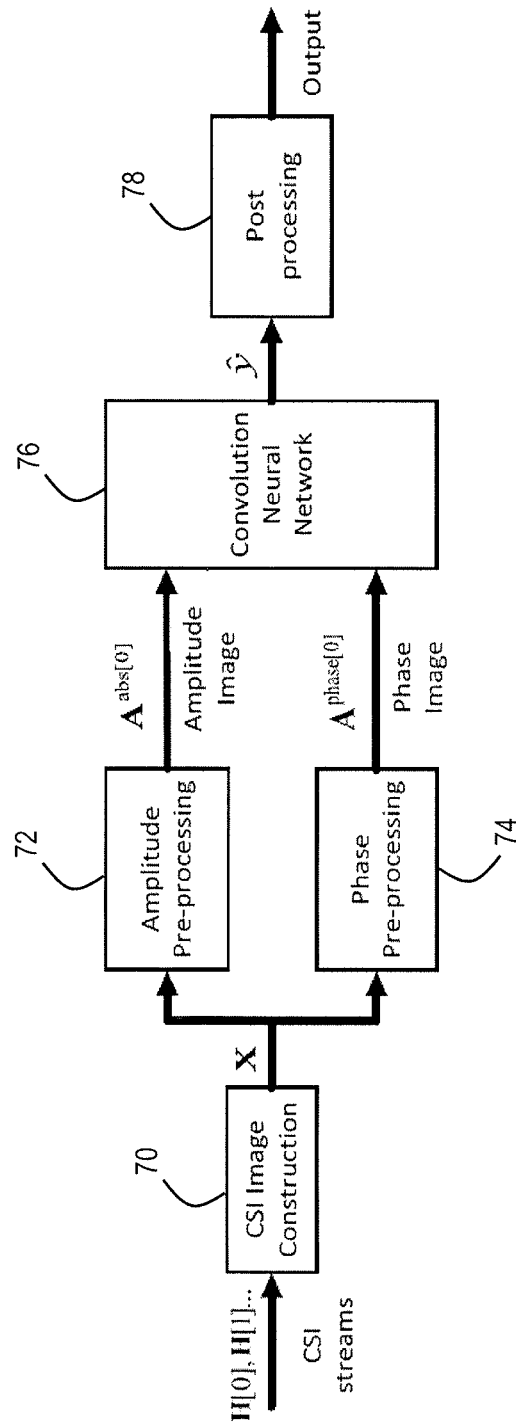 H[0], H[1]...
CSI
streams
70
CSI Image
Construction
X
72
Amplitude
Pre-processing
74
Phase
Pre-processing
A^abs[0]
Amplitude
Image
A^phase[0]
Phase
Image
76
Convolution
Neural
Network
ŷ
78
Post
processing
Output